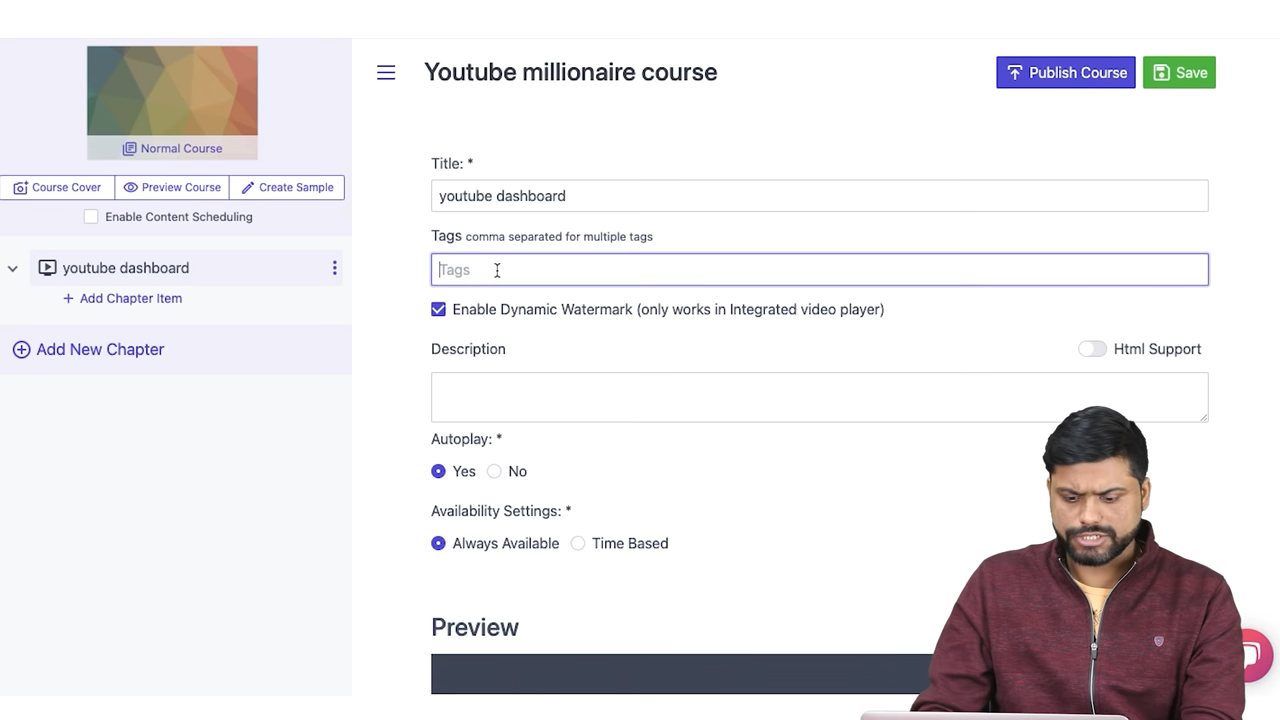 Normal Course
Course Cover
Preview Course
Create Sample
Enable Content Scheduling
youtube dashboard
+ Add Chapter Item
Add New Chapter
Youtube millionaire course
Publish Course
Save
Title: *
youtube dashboard
Tags comma separated for multiple tags
Tags
Enable Dynamic Watermark (only works in Integrated video player)
Description
Html Support
Autoplay: *
Yes
No
Availability Settings: *
Always Available
Time Based
Preview